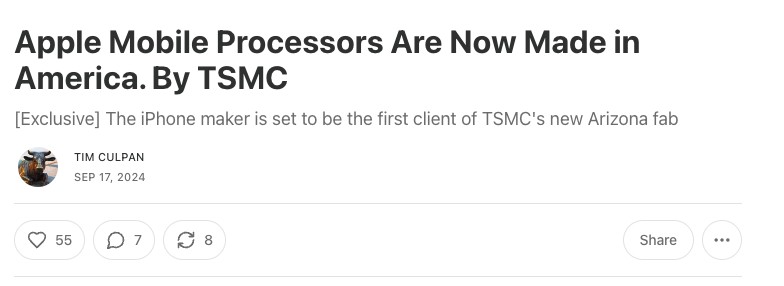 Apple Mobile Processors Are Now Made in
America. By TSMC
[Exclusive] The iPhone maker is set to be the first client of TSMC's new Arizona fab
TIM CULPAN
SEP 17, 2024
55
7
8
Share